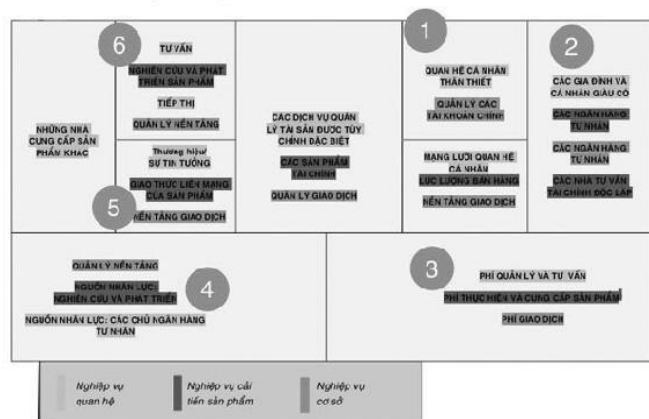 6
TƯ VẤN
NGHIÊN CỨU VÀ PHÁT
TRIỂN SẢN PHẨM
TIẾP THỊ
QUẢN LÝ NỀN TẢNG
NHỮNG NHÀ
CUNG CẤP SẢN
PHẨM KHÁC
Thương hiệu/
SỰ TIN TƯỞNG
GIAO THỨC LIÊN MẠNG
CỦA SẢN PHẨM
NỀN TẢNG GIAO DỊCH
5
CÁC DỊCH VỤ QUẢN
LÝ TÀI SẢN ĐƯỢC TÙY
CHỈNH ĐẶC BIỆT
CÁC SẢN PHẨM
TÀI CHÍNH
QUẢN LÝ GIAO DỊCH
1
QUAN HỆ CÁ NHÂN
THÂN THIẾT
QUẢN LÝ CÁC
TÀI KHOẢN CHÍNH
MẠNG LƯỚI QUAN HỆ
CÁ NHÂN
LỰC LƯỢNG BÁN HÀNG
NỀN TẢNG GIAO DỊCH
2
CÁC GIA ĐÌNH VÀ
CÁ NHÂN GIÀU CÓ
CÁC NGÂN HÀNG
TƯ NHÂN
CÁC NGÂN HÀNG
TƯ NHÂN
CÁC NHÀ TƯ VẤN
TÀI CHÍNH ĐỘC LẬP
QUẢN LÝ NỀN TẢNG
NGUỒN NHÂN LỰC:
NGHIÊN CỨU VÀ PHÁT TRIỂN
4
NGUỒN NHÂN LỰC: CÁC CHỦ NGÂN HÀNG
TƯ NHÂN
3
PHÍ QUẢN LÝ VÀ TƯ VẤN
PHÍ THỰC HIỆN VÀ CUNG CẤP SẢN PHẨM
PHÍ GIAO DỊCH
Nghiệp vụ
quan hệ
Nghiệp vụ cải
tiến sản phẩm
Nghiệp vụ
cơ sở